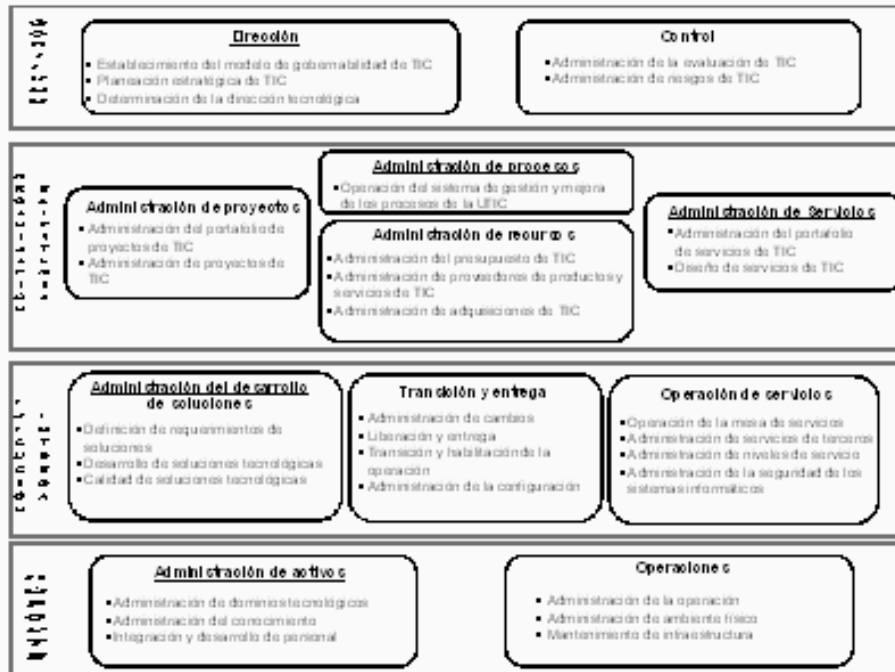 Dirección
▪ Establecimiento del modelo de gobernabilidad de TIC
▪ Planeación estratégica de TIC
▪ Determinación de la dirección tecnológica
Control
▪ Administración de la evaluación de TIC
▪ Administración de riesgos de TIC
Administración de procesos
▪ Operación del sistema de gestión y mejora
de los procesos de la UTIC
Administración de proyectos
▪ Administración del portafolio de
proyectos de TIC
▪ Administración de proyectos de
TIC
Administración de recursos
▪ Administración del presupuesto de TIC
▪ Administración de proveedores de productos y
servicios de TIC
▪ Administración de adquisiciones de TIC
Administración de Servicios
▪ Administración del portafolio
de servicios de TIC
▪ Diseño de servicios de TIC
Administración del desarrollo
de soluciones
▪ Definición de requerimientos de
soluciones
▪ Desarrollo de soluciones tecnológicas
▪ Calidad de soluciones tecnológicas
Transición y entrega
▪ Administración de cambios
▪ Liberación y entrega
▪ Transición y habilitación de la
operación
▪ Administración de la configuración
Operación de servicios
▪ Operación de la mesa de servicios
▪ Administración de servicios de terceros
▪ Administración de niveles de servicio
▪ Administración de la seguridad de los
sistemas informáticos
Administración de activos
▪ Administración de dominios tecnológicos
▪ Administración del conocimiento
▪ Integración y desarrollo de personal
Operaciones
▪ Administración de la operación
▪ Administración de ambiente físico
▪ Mantenimiento de infraestructura